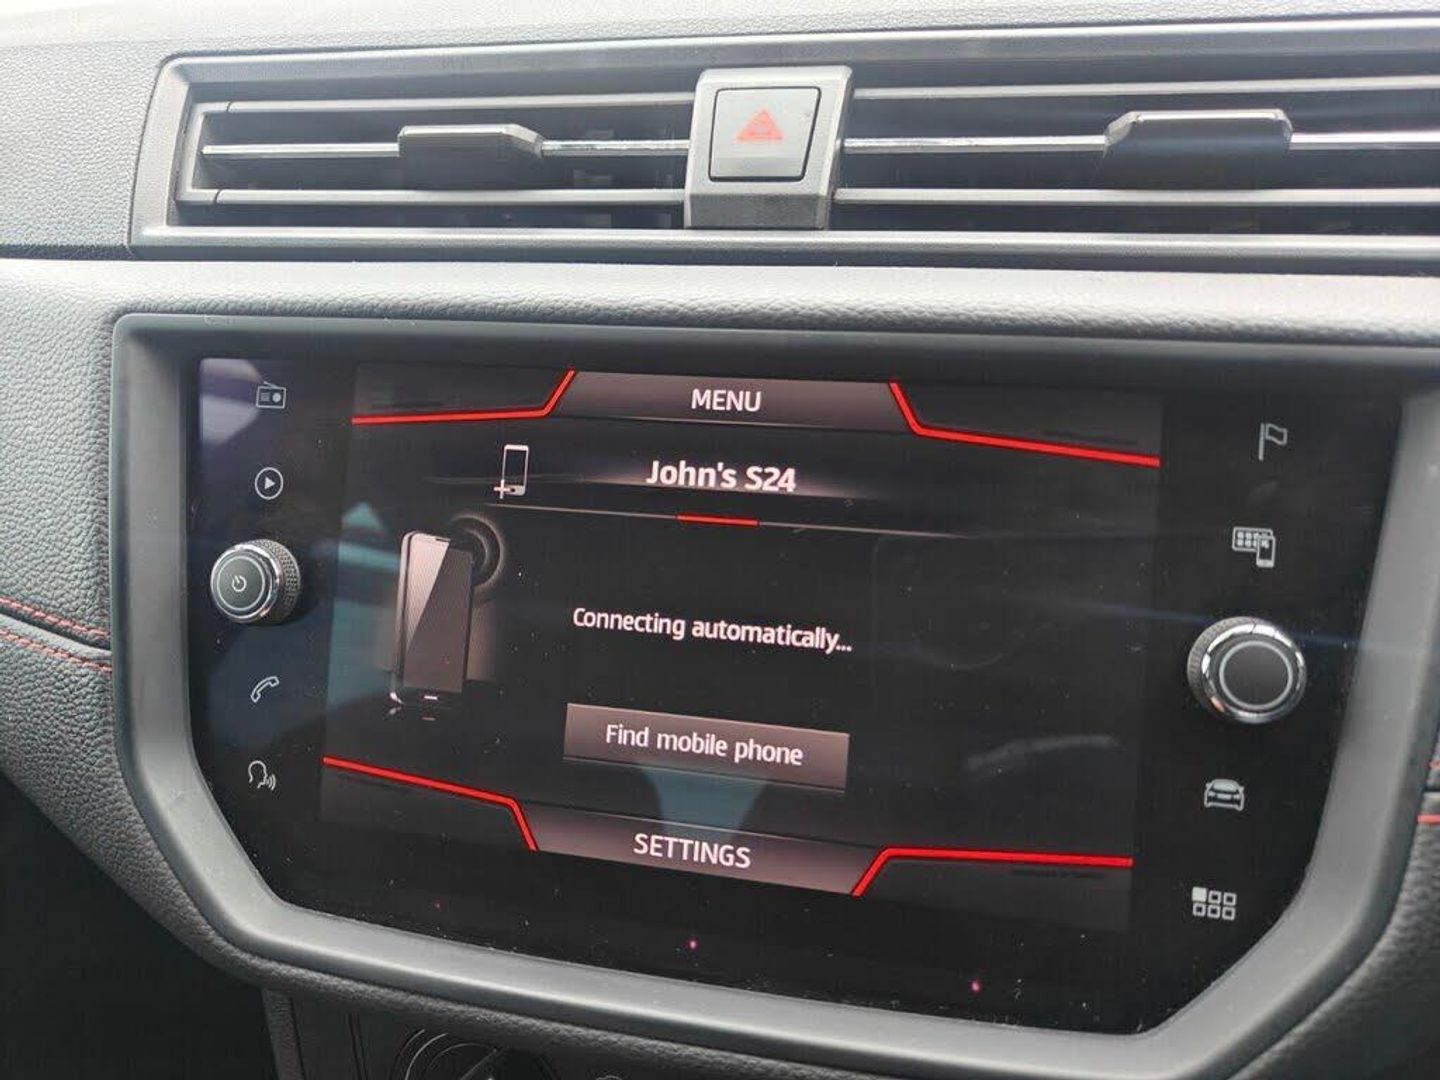 MENU
John's S24
Connecting automatically...
Find mobile phone
SETTINGS